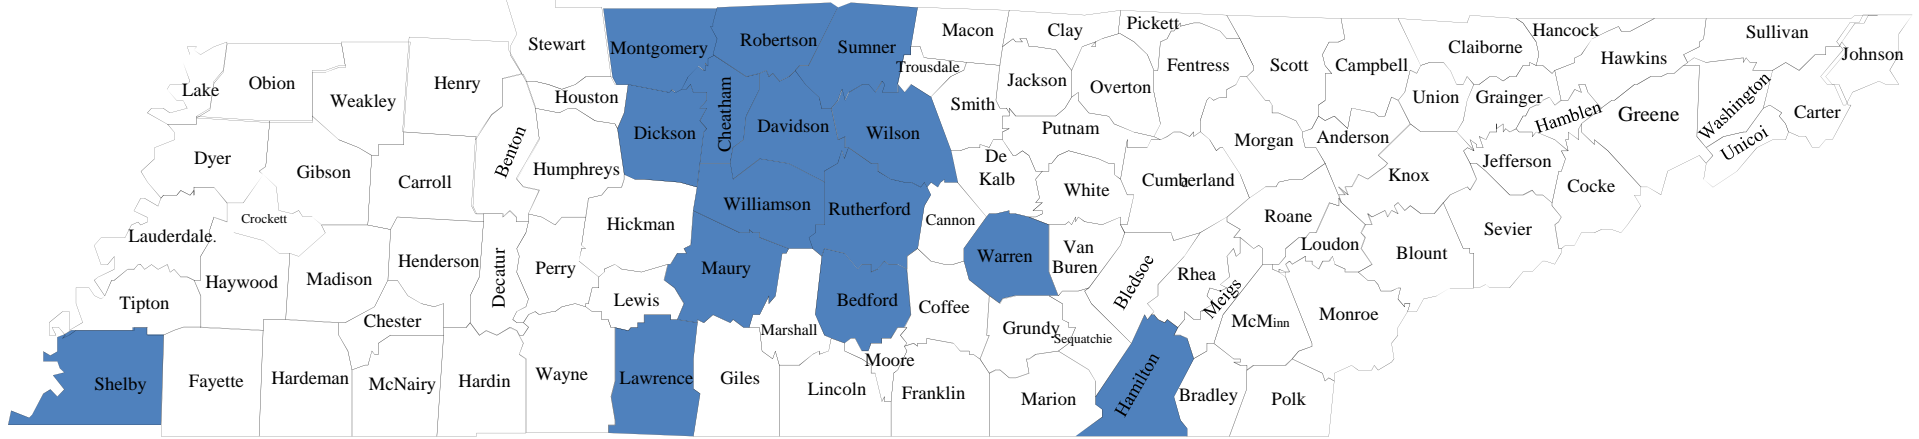 Stewart
Montgomery
Robertson
Sumner
Macon
Clay
Pickett
Hancock
Sullivan
Johnson
Lake
Obion
Weakley
Henry
Houston
Trousdale
Jackson
Overton
Fentress
Scott
Campbell
Claiborne
Hawkins
Union
Grainger
Hamblen
Greene
Washington
Unicoi
Carter
Dyer
Gibson
Carroll
Benton
Humphreys
Dickson
Cheatham
Davidson
Wilson
Smith
Putnam
De
Kalb
White
Cumberland
Morgan
Anderson
Knox
Jefferson
Cocke
Lauderdale.
Crockett
Haywood
Madison
Henderson
Decatur
Perry
Hickman
Williamson
Rutherford
Cannon
Warren
Van
Buren
Bledsoe
Rhea
Meigs
Roane
Loudon
Blount
Sevier
Tipton
Chester
Lewis
Maury
Marshall
Bedford
Coffee
Grundy
Sequatchie
McMinn
Monroe
Shelby
Fayette
Hardeman
McNairy
Hardin
Wayne
Lawrence
Giles
Lincoln
Moore
Franklin
Marion
Hamilton
Bradley
Polk